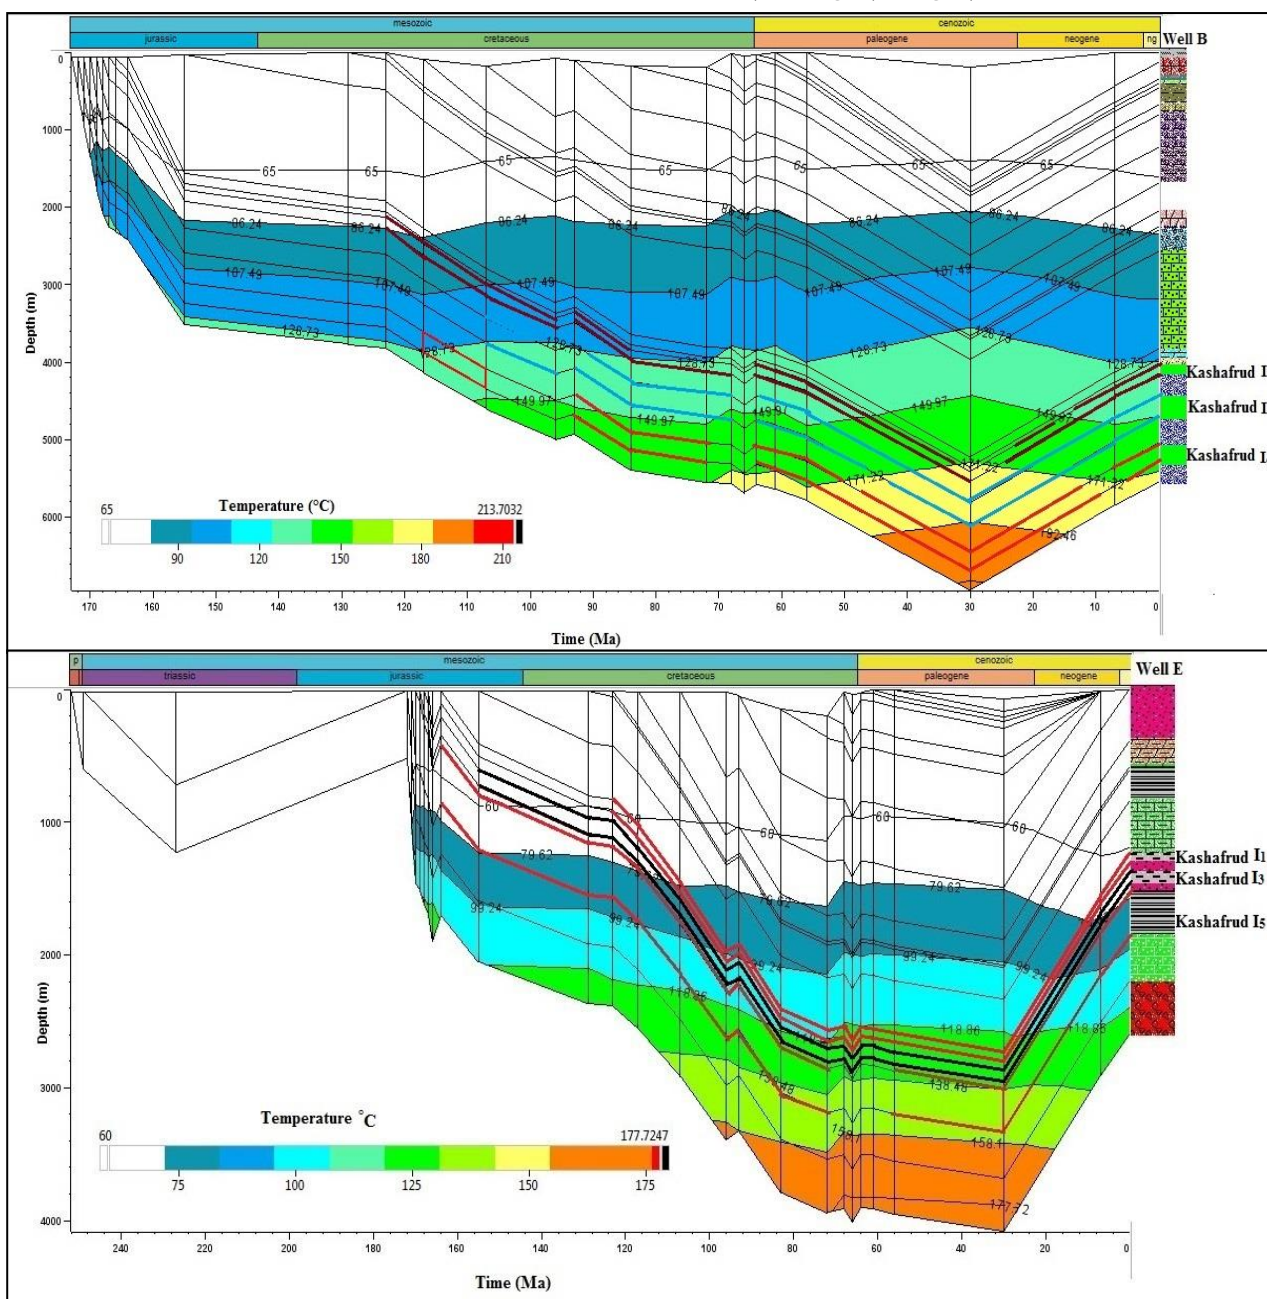 mesozoic cenozoic
jurassic cretaceous paleogene neogene ng Well B
0
1000
2000
3000
4000
5000
6000
Depth (m)
65 65 65 65 65
86.24 86.24 86.24 86.24 86.24 86.24 86.24 86.24
107.49 107.49 107.49 107.49 107.49 107.49 107.49
128.73 128.73 128.73 128.73 128.73 128.73 128.73
149.97 149.97 149.97 149.97
171.22 171.22 171.22
192.46
Kashafrud I
Kashafrud I
Kashafrud I
Temperature (°C)
65 213.7032
90 120 150 180 210
170 160 150 140 130 120 110 100 90 80 70 60 50 40 30 20 10 0
Time (Ma)
p mesozoic cenozoic
triassic jurassic cretaceous paleogene neogene
Well E
0
1000
2000
3000
4000
Depth (m)
60 60 60 60 60
79.62 79.62 79.62
99.24 99.24 99.24 99.24
118.86 118.86 118.86
138.48 138.48
158.1 158.1
177.72
Kashafrud I1
Kashafrud I3
Kashafrud I5
Temperature °C
60 177.7247
75 100 125 150 175
240 220 200 180 160 140 120 100 80 60 40 20 0
Time (Ma)